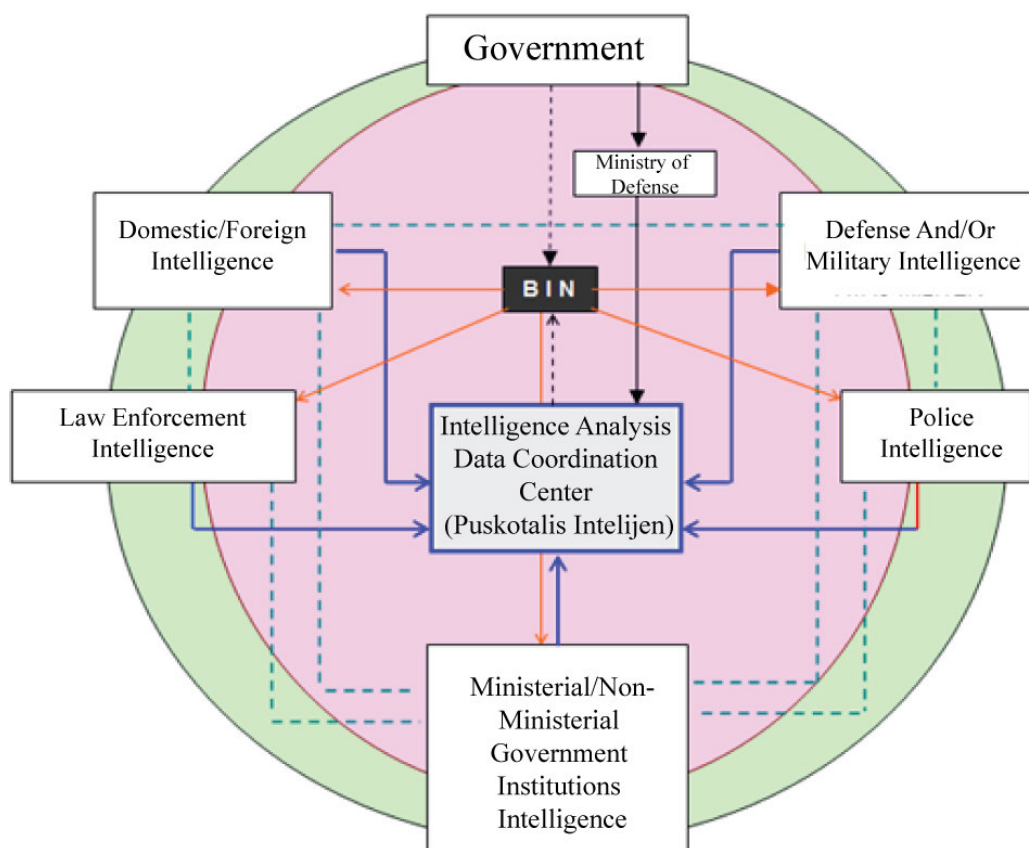 Government
Ministry of
Defense
Domestic/Foreign
Intelligence
Defense And/Or
Military Intelligence
BIN
Law Enforcement
Intelligence
Intelligence Analysis
Data Coordination
Center
(Puskotalis Intelijen)
Police
Intelligence
Ministerial/Non-
Ministerial
Government
Institutions
Intelligence